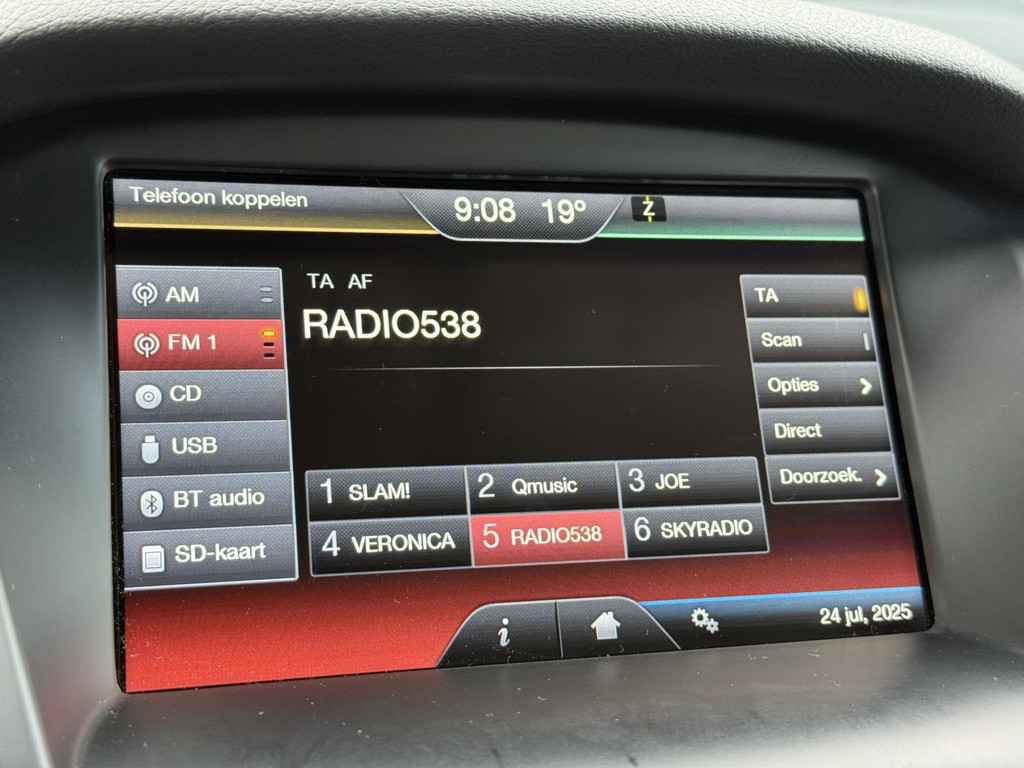 Telefoon koppelen
9:08 19° Z
AM
FM 1
CD
USB
BT audio
SD-kaart
TA AF
RADIO538
1 SLAM!
2 Qmusic
3 JOE
4 VERONICA
5 RADIO538
6 SKYRADIO
TA
Scan
Opties
Direct
Doorzoek.
i
24 jul, 2025